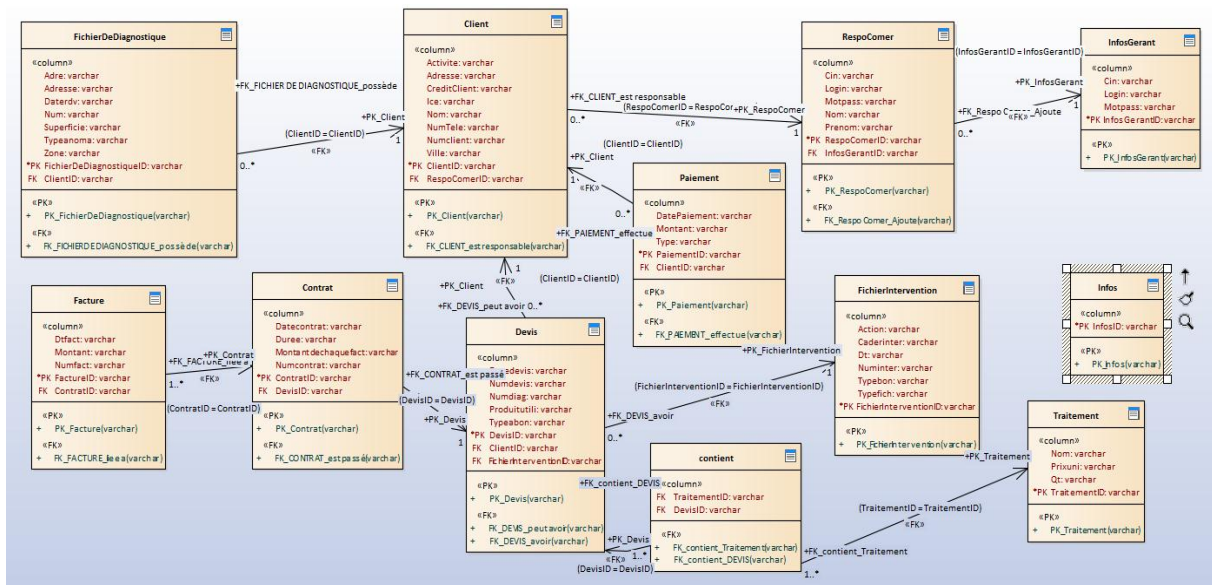 FichierDeDiagnostique
«column»
Adre: varchar
Adresse: varchar
Daterdv: varchar
Num: varchar
Superficie: varchar
Typeanoma: varchar
Zone: varchar
*PK FichierDeDiagnostiqueID: varchar
FK ClientID: varchar
«PK»
+ PK_FichierDeDiagnostique(varchar)
«FK»
+ FK_FICHIERDEDIAGNOSTIQUE_possède(varchar)
+FK_FICHIER DE DIAGNOSTIQUE_possède
+PK_Client
(ClientID = ClientID)
1
«FK»
0..*
Client
«column»
Activite: varchar
Adresse: varchar
CreditClient: varchar
Ice: varchar
Nom: varchar
NumTele: varchar
Numclient: varchar
Ville: varchar
*PK ClientID: varchar
FK RespoComerID: varchar
«PK»
+ PK_Client(varchar)
«FK»
+ FK_CLIENT_estresponsable(varchar)
+FK_CLIENT_est responsable
(RespoComerID = RespoCor
+PK_RespoComer
0..*
«FK»
1
RespoComer
«column»
Cin: varchar
Login: varchar
Motpass: varchar
Nom: varchar
Prenom: varchar
*PK RespoComerID: varchar
FK InfosGerantID: varchar
«PK»
+ PK_RespoComer(varchar)
«FK»
+ FK_RespoComer_Ajoute(varchar)
(InfosGerantID = InfosGerantID)
+PK_InfosGerant
1
+FK_Respo Comer_Ajoute
«FK»
0..*
InfosGerant
«column»
Cin: varchar
Login: varchar
Motpass: varchar
*PK InfosGerantID: varchar
«PK»
+ PK_InfosGerant(varchar)
(ClientID = ClientID)
+PK_Client
1
«FK»
0..*
+FK_PAIEMENT_effectue
Paiement
«column»
DatePaiement: varchar
Montant: varchar
Type: varchar
*PK PaiementID: varchar
FK ClientID: varchar
«PK»
+ PK_Paiement(varchar)
«FK»
+ FK_PAIEMENT_effectue(varchar)
1
«FK»
(ClientID = ClientID)
+PK_Client
+FK_DEVIS_peut avoir 0..*
Facture
«column»
Dtfact: varchar
Montant: varchar
Numfact: varchar
*PK FactureID: varchar
FK ContratID: varchar
«PK»
+ PK_Facture(varchar)
«FK»
+ FK_FACTURE_lieea(varchar)
+PK_Contrat
+FK_FACTURE_liee a
1
1..*
«FK»
(ContratID = ContratID)
Contrat
«column»
Datecontrat: varchar
Duree: varchar
Montantdechaquefact: varchar
Numcontrat: varchar
*PK ContratID: varchar
FK DevisID: varchar
«PK»
+ PK_Contrat(varchar)
«FK»
+ FK_CONTRAT_estpassé(varchar)
+FK_CONTRAT_est passé
(DevisID = DevisID)
«FK»
+PK_Devis
1
Devis
«column»
Numdevis: varchar
Numdiag: varchar
Produitutili: varchar
Typeabon: varchar
*PK DevisID: varchar
FK ClientID: varchar
FK FichierInterventionID: varchar
«PK»
+ PK_Devis(varchar)
«FK»
+ FK_DEVIS_peutavoir(varchar)
+ FK_DEVIS_avoir(varchar)
+PK_FichierIntervention
1
(FichierInterventionID = FichierInterventionID)
«FK»
+FK_DEVIS_avoir
0..*
FichierIntervention
«column»
Action: varchar
Caderinter: varchar
Dt: varchar
Numinter: varchar
Typebon: varchar
Typefich: varchar
*PK FichierInterventionID: varchar
«PK»
+ PK_FichierIntervention(varchar)
Infos
«column»
*PK InfosID: varchar
«PK»
+ PK_Infos(varchar)
+FK_contient_DEVIS
+PK_Devis
1
«FK»
1..*
(DevisID = DevisID)
contient
«column»
FK TraitementID: varchar
FK DevisID: varchar
«FK»
+ FK_contient_Traitement(varchar)
+ FK_contient_DEVIS(varchar)
+PK_Traitement
1
(TraitementID = TraitementID)
«FK»
+FK_contient_Traitement
1..*
Traitement
«column»
Nom: varchar
Prixuni: varchar
Qt: varchar
*PK TraitementID: varchar
«PK»
+ PK_Traitement(varchar)